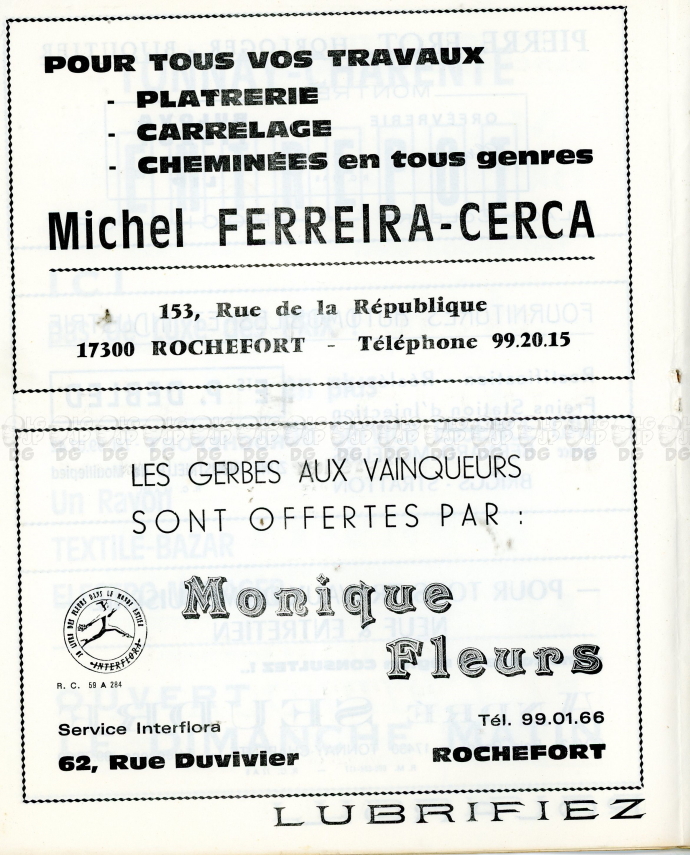 POUR TOUS VOS TRAVAUX
- PLATRERIE
- CARRELAGE
- CHEMINÉES en tous genres
Michel FERREIRA-CERCA
153, Rue de la République
17300 ROCHEFORT - Téléphone 99.20.15
LES GERBES AUX VAINQUEURS
SONT OFFERTES PAR :
Monique
Fleurs
INTERFLORA
R. C. 59 A 284
Service Interflora
Tél. 99.01.66
62, Rue Duvivier
ROCHEFORT
LUBRIFIEZ